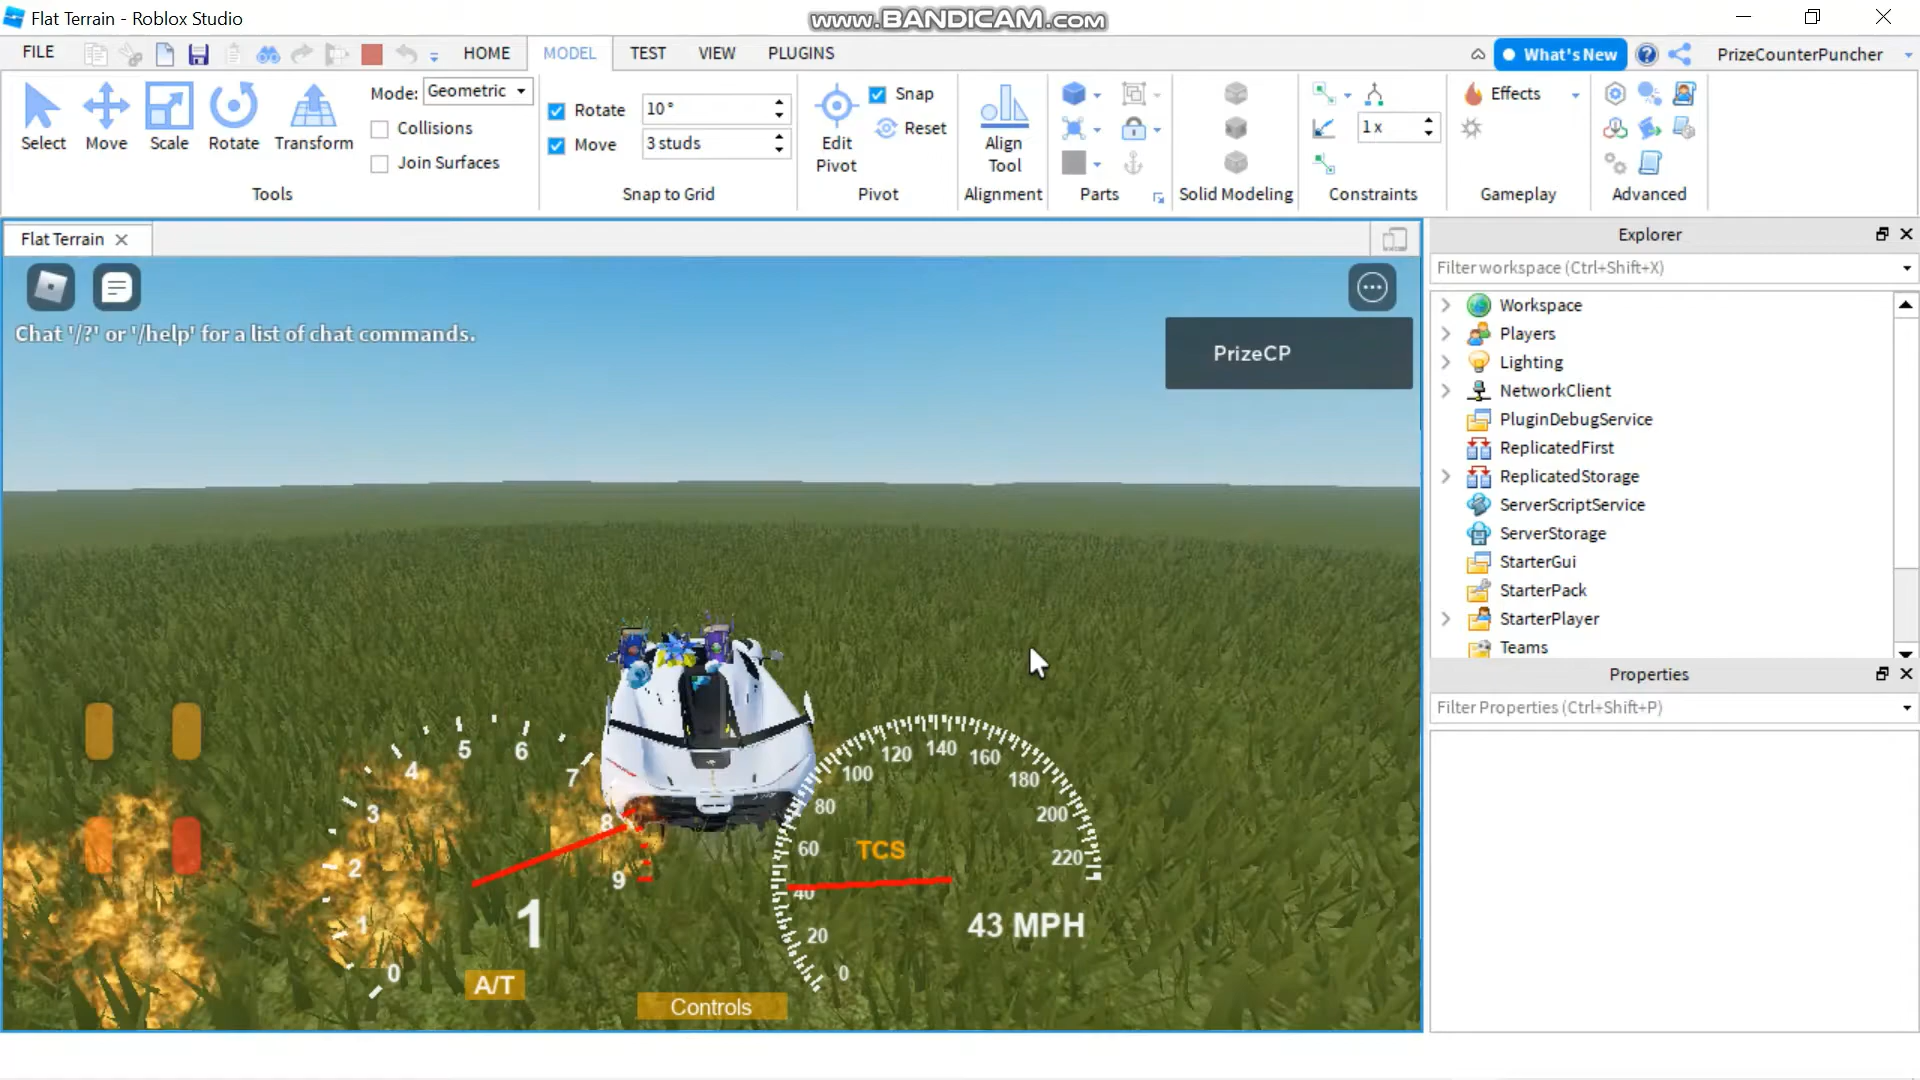 Flat Terrain - Roblox Studio
www.BANDICAM.com
FILE
HOME
MODEL
TEST
VIEW
PLUGINS
What's New
PrizeCounterPuncher
Select
Move
Scale
Rotate
Transform
Mode: Geometric
Collisions
Join Surfaces
Tools
Rotate 10°
Move 3 studs
Snap to Grid
Edit Pivot
Snap
Reset
Pivot
Align Tool
Alignment
Parts
Solid Modeling
1 x
Constraints
Effects
Gameplay
Advanced
Flat Terrain
Chat '/?' or '/help' for a list of chat commands.
PrizeCP
0
1
2
3
4
5
6
7
8
9
1
A/T
Controls
0
20
40
60
80
100
120
140
160
180
200
220
TCS
43 MPH
Explorer
Filter workspace (Ctrl+Shift+X)
Workspace
Players
Lighting
NetworkClient
PluginDebugService
ReplicatedFirst
ReplicatedStorage
ServerScriptService
ServerStorage
StarterGui
StarterPack
StarterPlayer
Teams
Properties
Filter Properties (Ctrl+Shift+P)